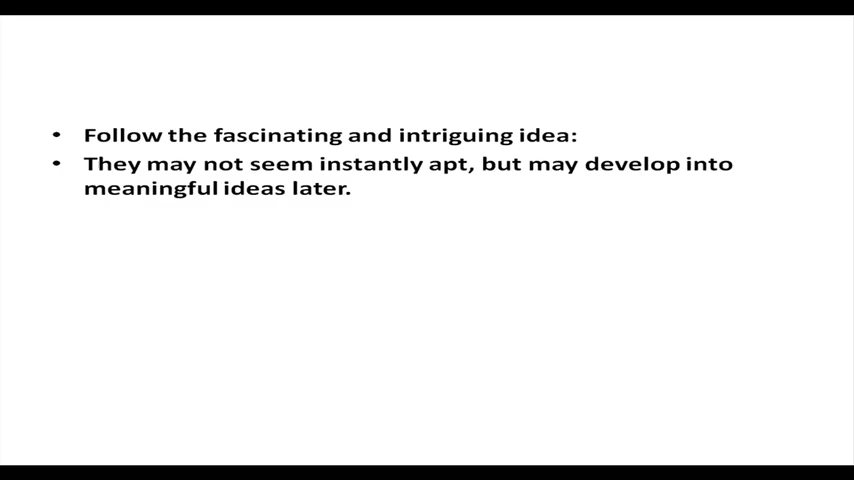 • Follow the fascinating and intriguing idea:
• They may not seem instantly apt, but may develop into
meaningful ideas later.